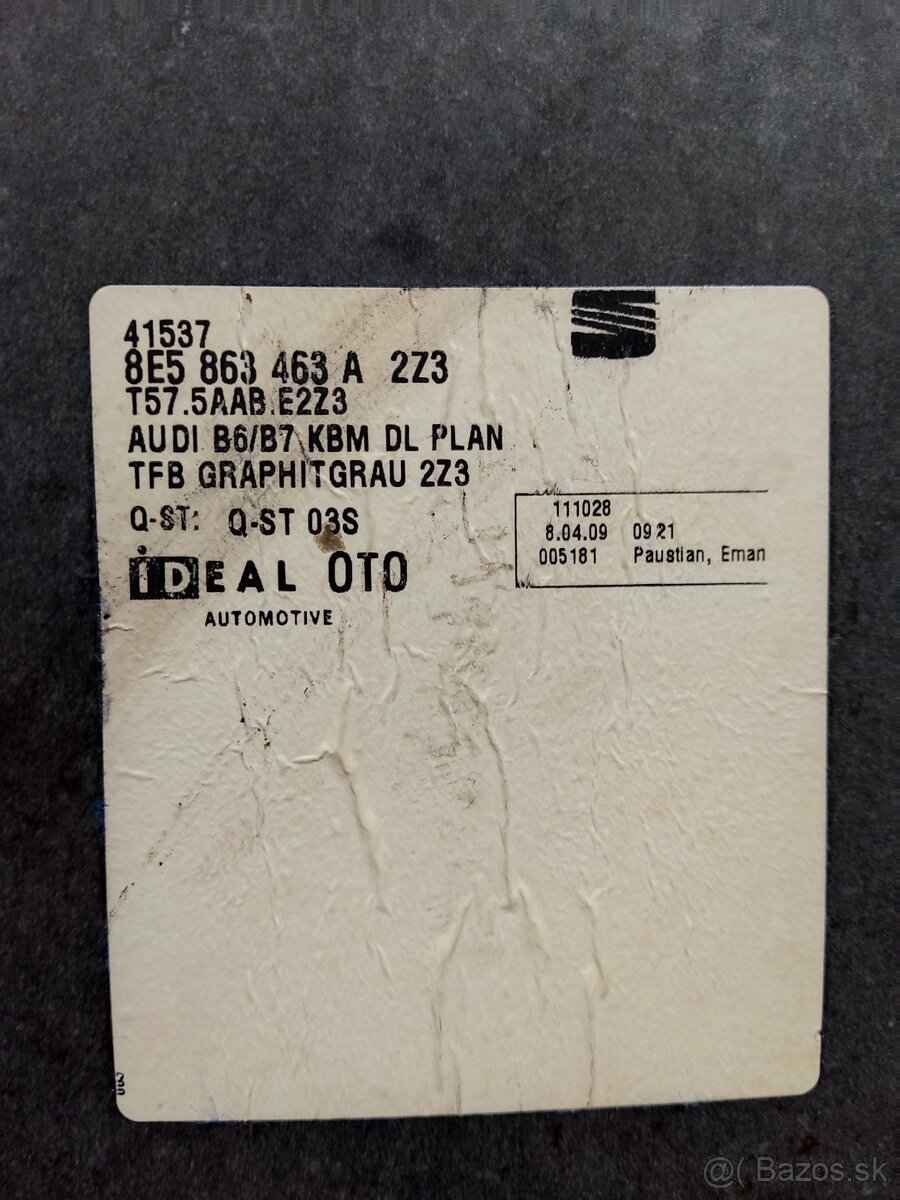 41537
8E5 863 463 A 2Z3
T57.5AAB.E2Z3
AUDI B6/B7 KBM DL PLAN
TFB GRAPHITGRAU 2Z3
Q-ST: Q-ST 03S
111028
8.04.09 09 21
005181 Paustian, Eman
iDEAL OTO
AUTOMOTIVE
@( Bazos.sk